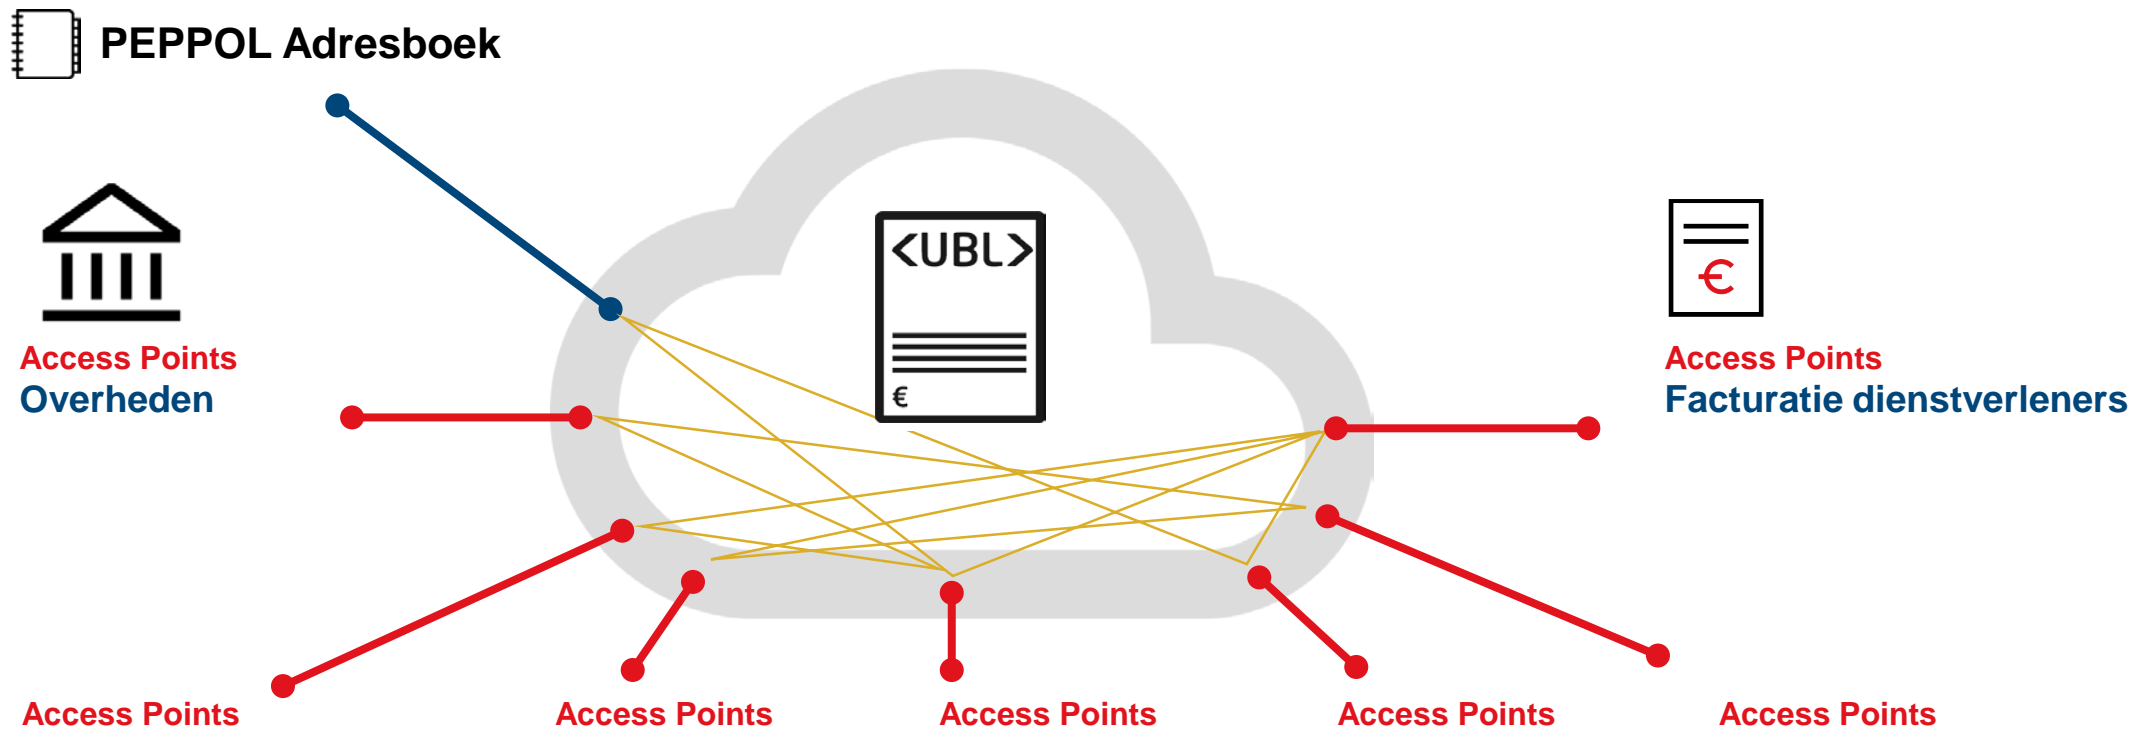 PEPPOL Adresboek
<UBL>
€
€
Access Points
Overheden
Access Points
Facturatie dienstverleners
Access Points
Access Points
Access Points
Access Points
Access Points